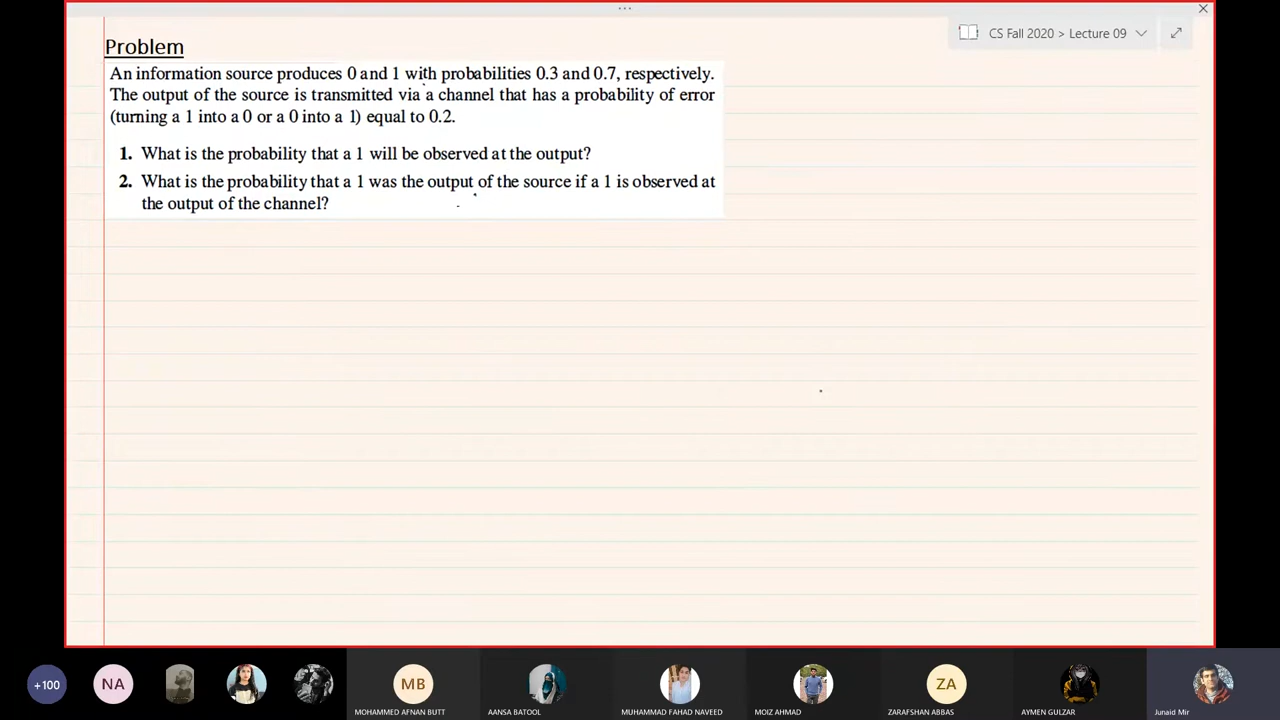 CS Fall 2020 > Lecture 09
Problem
An information source produces 0 and 1 with probabilities 0.3 and 0.7, respectively.
The output of the source is transmitted via a channel that has a probability of error
(turning a 1 into a 0 or a 0 into a 1) equal to 0.2.
1. What is the probability that a 1 will be observed at the output?
2. What is the probability that a 1 was the output of the source if a 1 is observed at
the output of the channel?
+100
NA
MB
ZA
MOHAMMED AFNAN BUTT
AANSA BATOOL
MUHAMMAD FAHAD NAVEED
MOIZ AHMAD
ZARAFSHAN ABBAS
AYMEN GULZAR
Junaid Mir